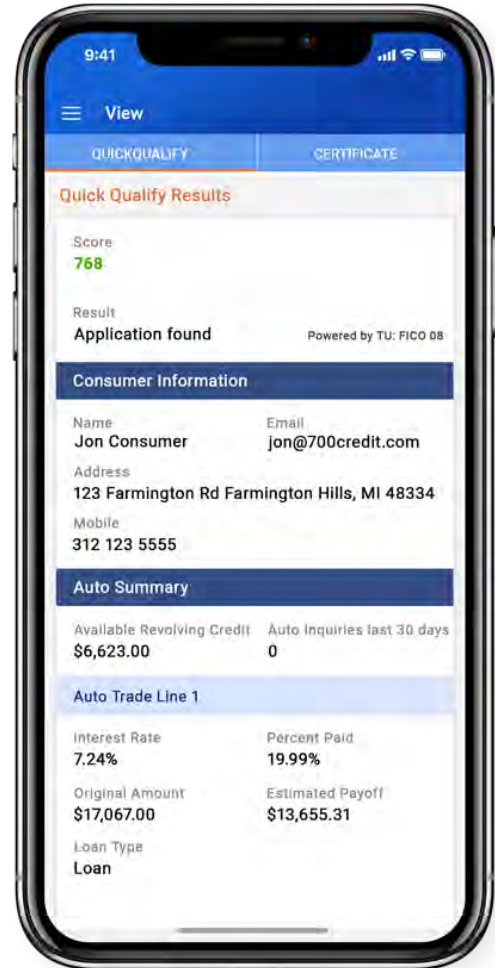 9:41
View
QUICKQUALIFY CERTIFICATE
Quick Qualify Results
Score
768
Result
Application found Powered by TU: FICO 08
Consumer Information
Name Email
Jon Consumer jon@700credit.com
Address
123 Farmington Rd Farmington Hills, MI 48334
Mobile
312 123 5555
Auto Summary
Available Revolving Credit Auto Inquiries last 30 days
$6,623.00 0
Auto Trade Line 1
Interest Rate Percent Paid
7.24% 19.99%
Original Amount Estimated Payoff
$17,067.00 $13,655.31
Loan Type
Loan